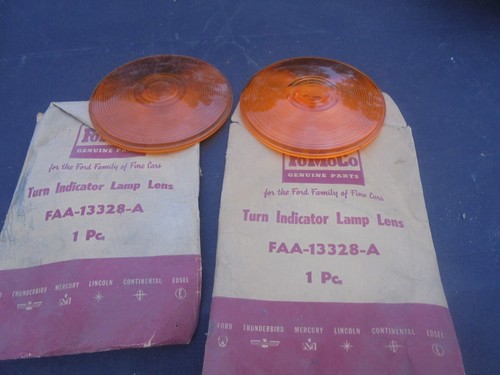 FoMoCo
GENUINE PARTS
for the Ford Family of Fine Cars
Turn Indicator Lamp Lens
FAA-13328-A
1 Pc.
THUNDERBIRD MERCURY LINCOLN CONTINENTAL EDSEL
FoMoCo
GENUINE PARTS
for the Ford Family of Fine Cars
Turn Indicator Lamp Lens
FAA-13328-A
1 Pc.
FORD THUNDERBIRD MERCURY LINCOLN CONTINENTAL EDSEL